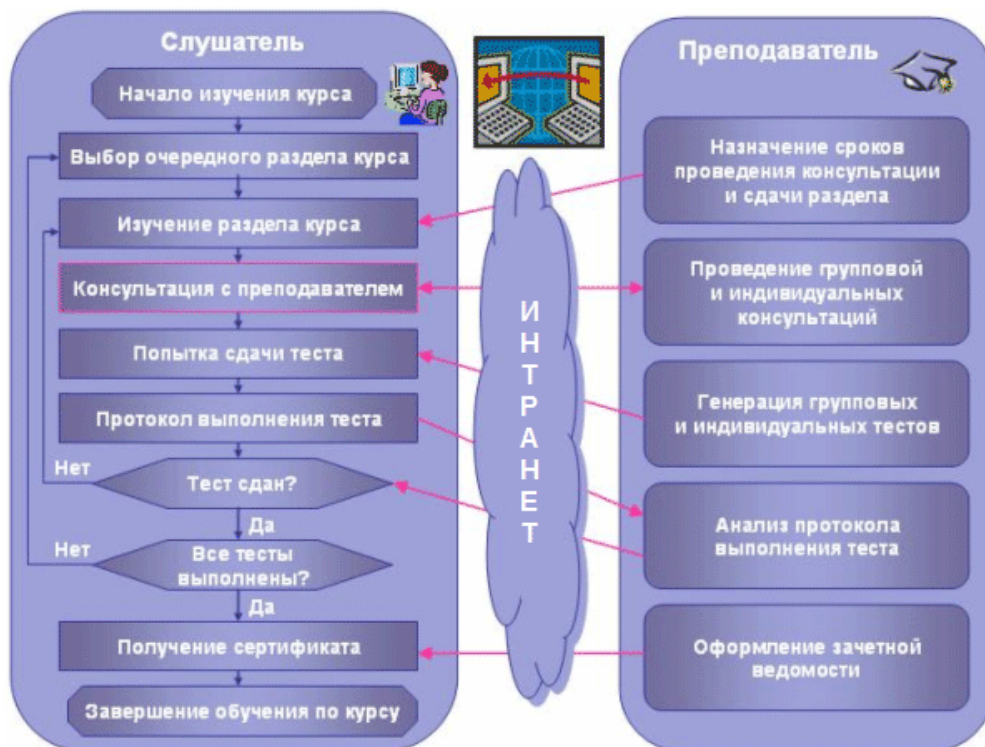 Слушатель
Начало изучения курса
Выбор очередного раздела курса
Изучение раздела курса
Консультация с преподавателем
Попытка сдачи теста
Протокол выполнения теста
Нет
Тест сдан?
Да
Нет
Все тесты
выполнены?
Да
Получение сертификата
Завершение обучения по курсу
ИНТРАНЕТ
Преподаватель
Назначение сроков
проведения консультации
и сдачи раздела
Проведение групповой
и индивидуальных
консультаций
Генерация групповых
и индивидуальных тестов
Анализ протокола
выполнения теста
Оформление зачетной
ведомости